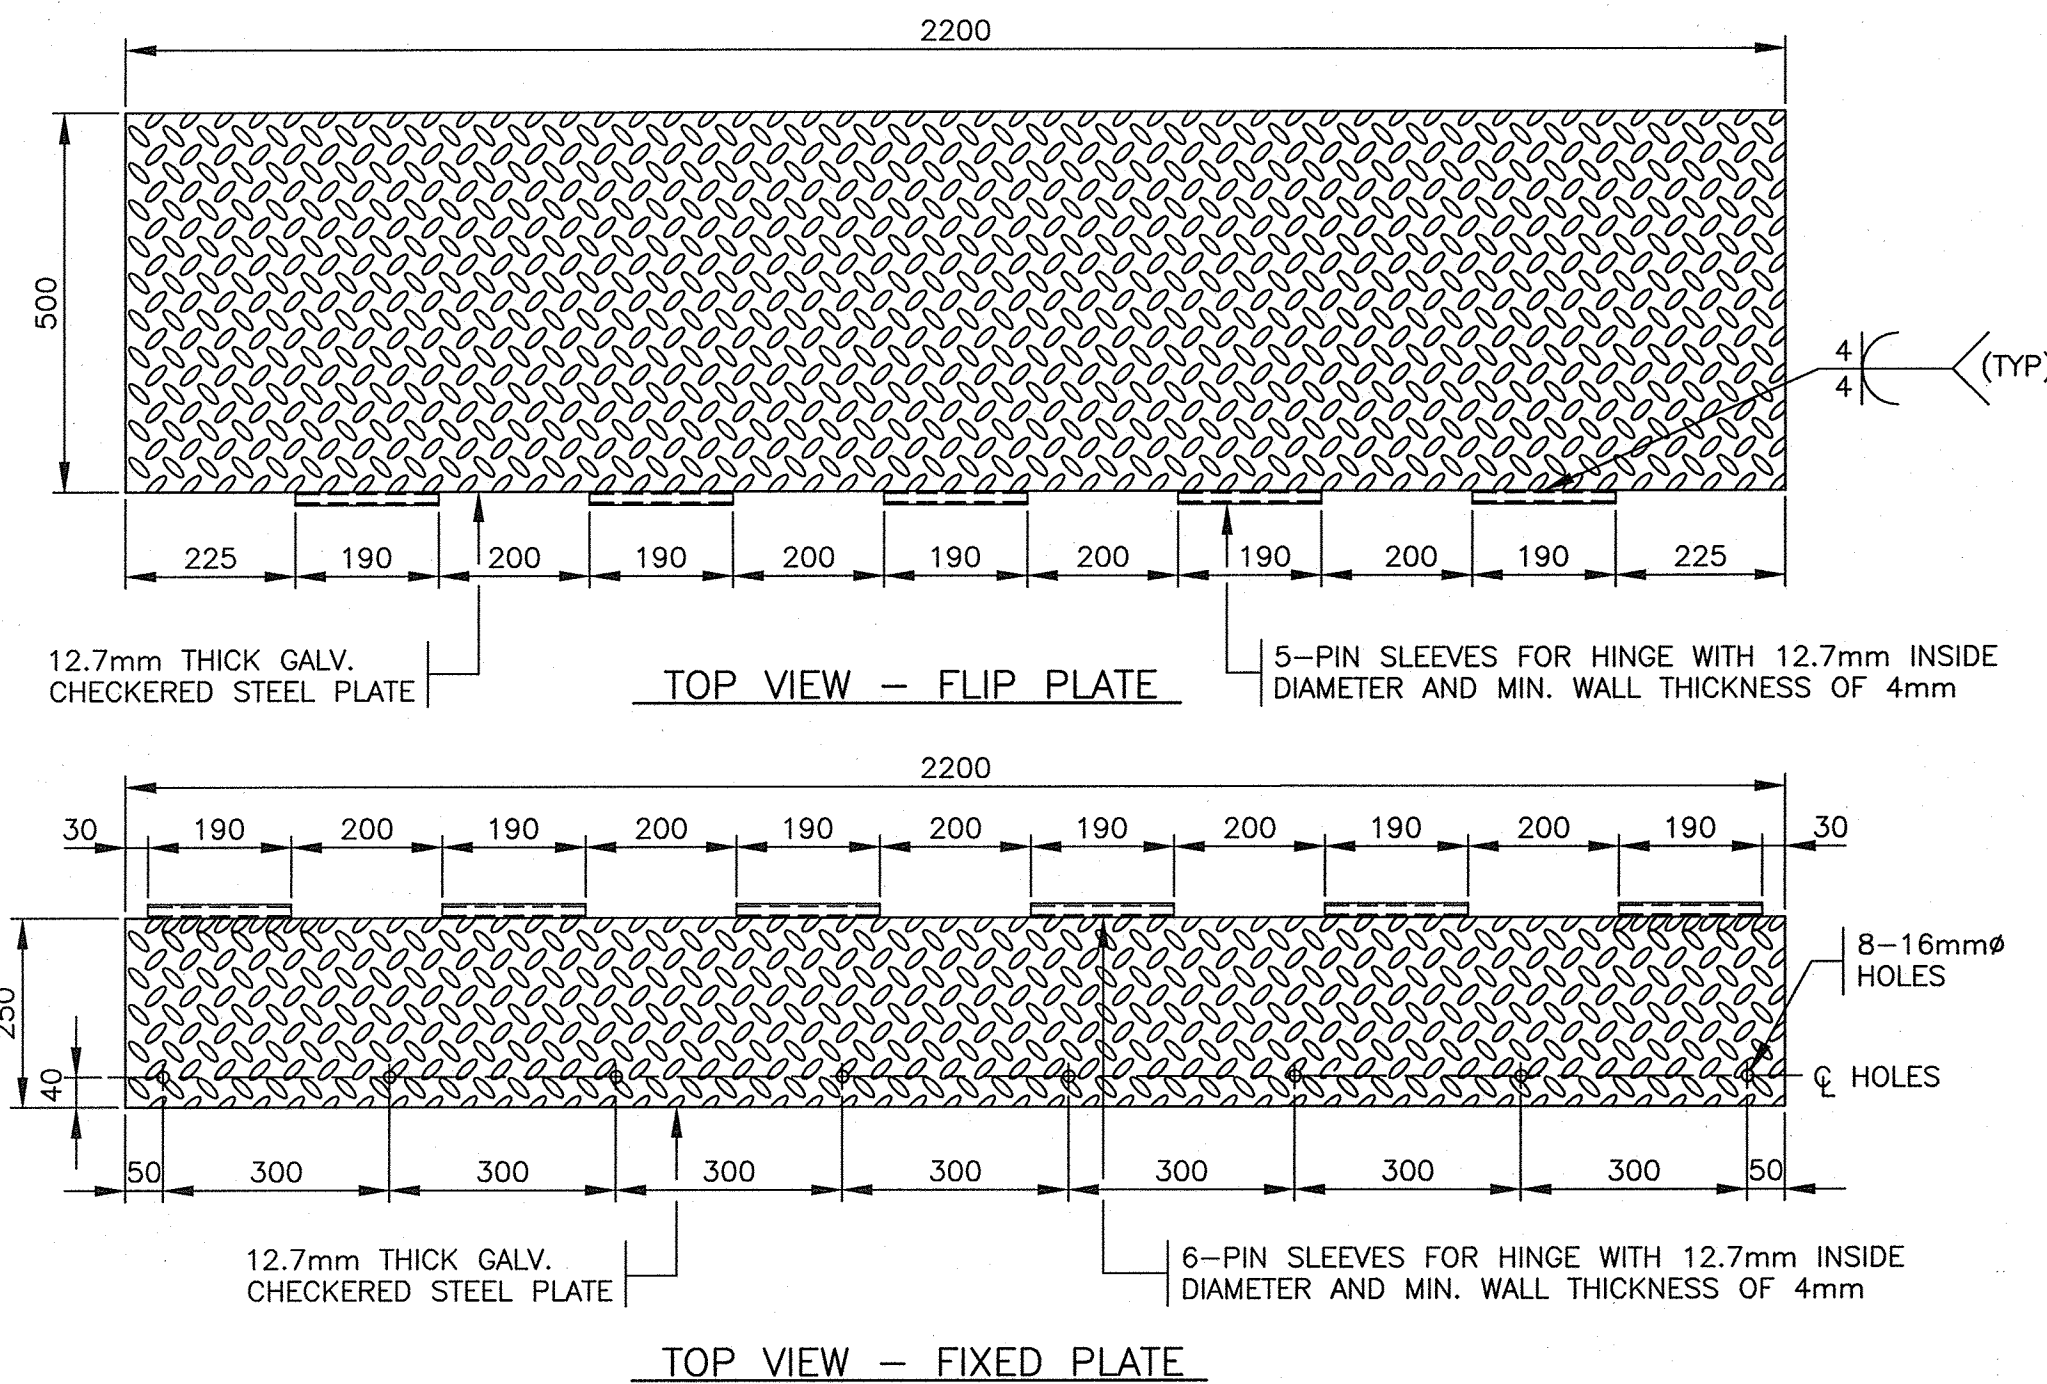 2200
500
4
4
(TYP)
225 190 200 190 200 190 200 190 200 190 225
12.7mm THICK GALV.
CHECKERED STEEL PLATE
TOP VIEW – FLIP PLATE
5–PIN SLEEVES FOR HINGE WITH 12.7mm INSIDE
DIAMETER AND MIN. WALL THICKNESS OF 4mm
2200
30 190 200 190 200 190 200 190 200 190 200 190 30
250
40
8–16mmø
HOLES
℄ HOLES
50 300 300 300 300 300 300 300 50
12.7mm THICK GALV.
CHECKERED STEEL PLATE
6–PIN SLEEVES FOR HINGE WITH 12.7mm INSIDE
DIAMETER AND MIN. WALL THICKNESS OF 4mm
TOP VIEW – FIXED PLATE